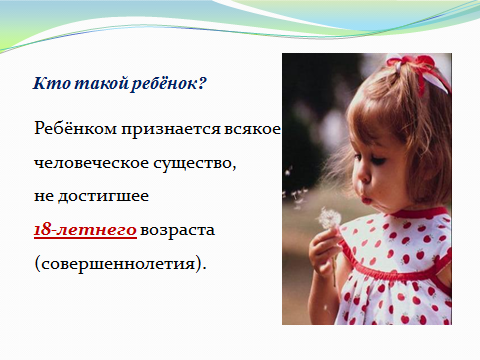 Кто такой ребёнок?
Ребёнком признается всякое
человеческое существо,
не достигшее
18-летнего возраста
(совершеннолетия).